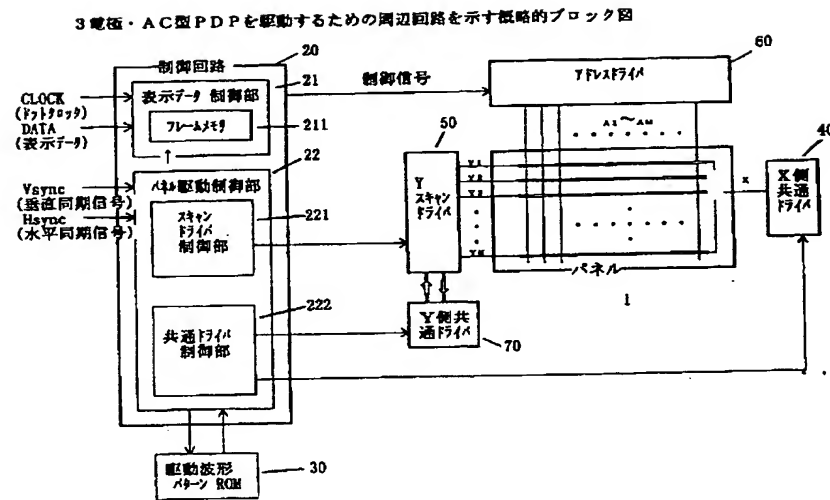 3電極・AC型PDPを駆動するための周辺回路を示す概略的ブロック図
20
制御回路
21
表示データ 制御部
フレームメモリ
211
CLOCK
(ドットクロック)
DATA
(表示データ)
制御信号
60
アドレスドライバ
A1〜AM
22
パネル駆動制御部
Vsync
(垂直同期信号)
Hsync
(水平同期信号)
221
スキャン
ドライバ
制御部
50
Y
スキャン
ドライバ
Y1
Y2
Y3
YN
パネル
1
X
40
X側
共通
ドライバ
222
共通ドライバ
制御部
Y側共
通ドライバ
70
駆動波形
パターン ROM
30